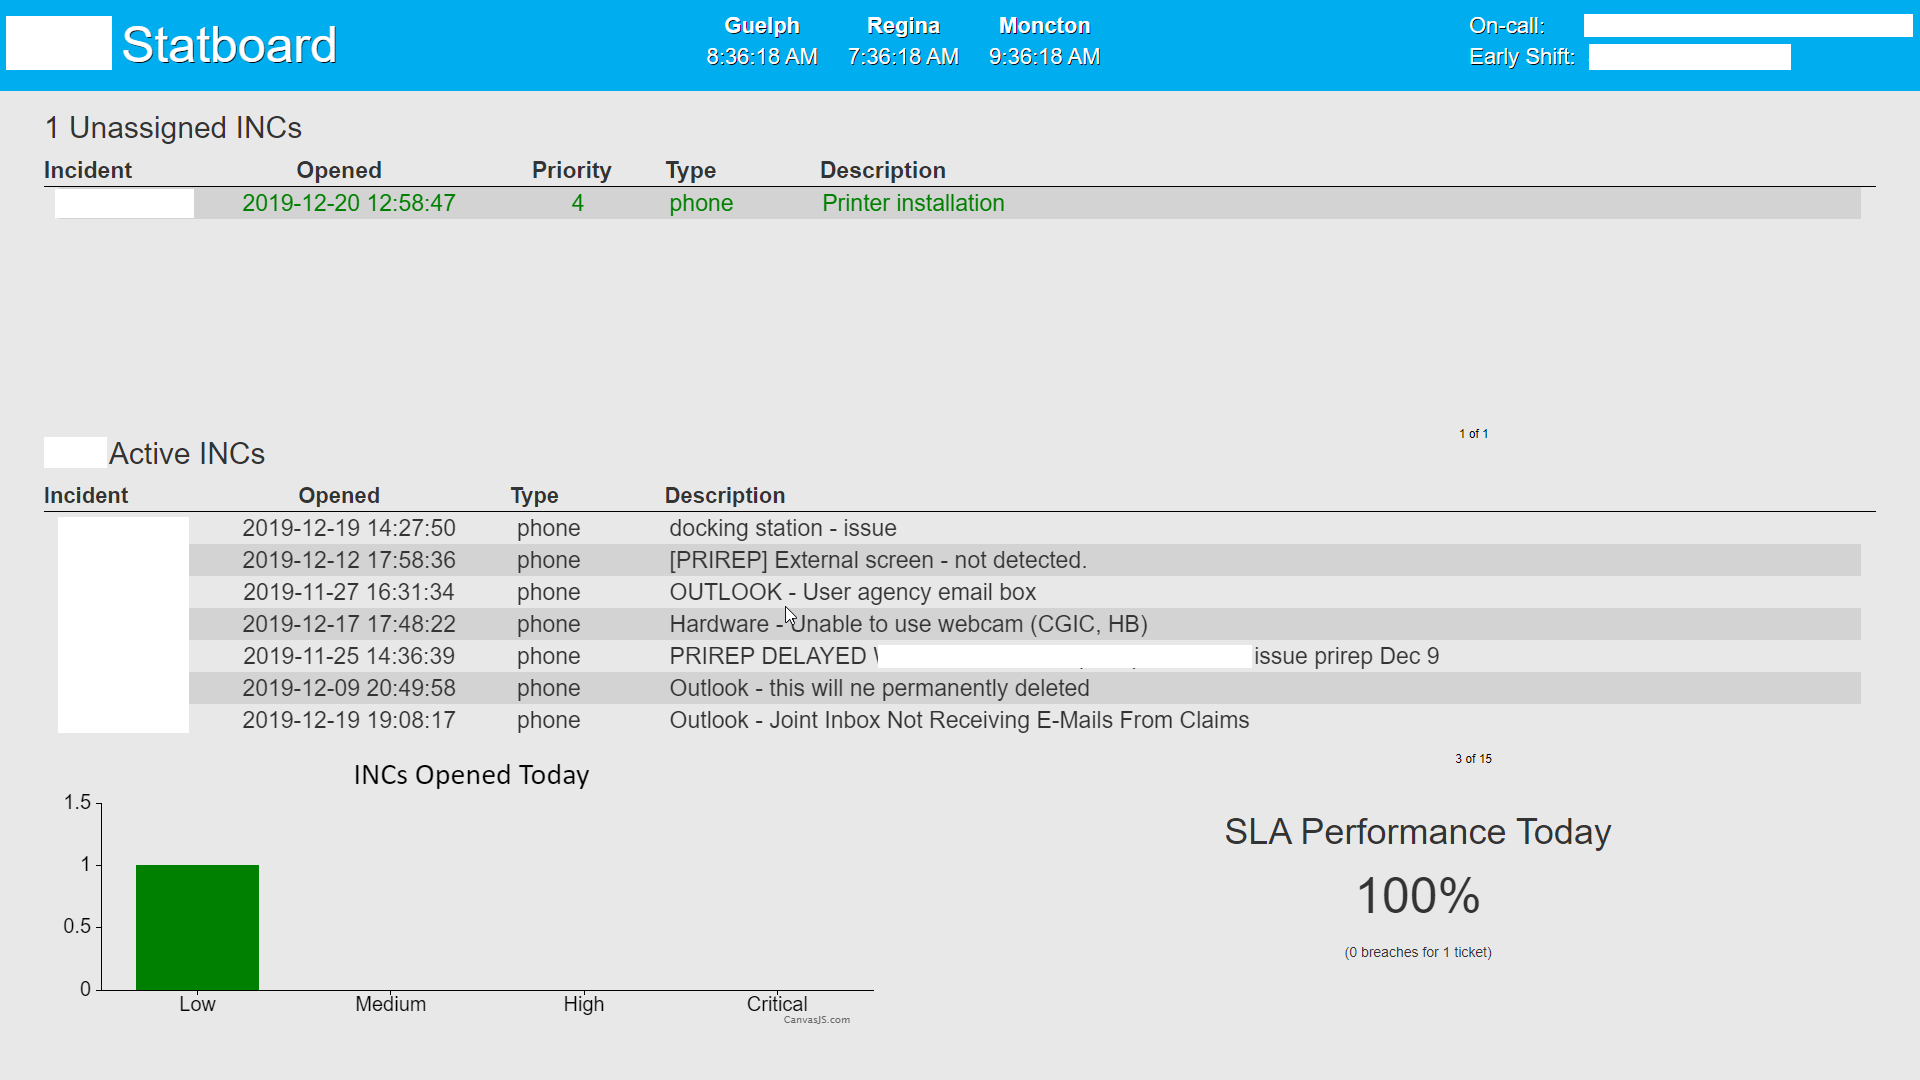 Statboard
Guelph Regina Moncton
8:36:18 AM 7:36:18 AM 9:36:18 AM
On-call:
Early Shift:
1 Unassigned INCs
Incident Opened Priority Type Description
2019-12-20 12:58:47 4 phone Printer installation
1 of 1
Active INCs
Incident Opened Type Description
2019-12-19 14:27:50 phone docking station - issue
2019-12-12 17:58:36 phone [PRIREP] External screen - not detected.
2019-11-27 16:31:34 phone OUTLOOK - User agency email box
2019-12-17 17:48:22 phone Hardware - Unable to use webcam (CGIC, HB)
2019-11-25 14:36:39 phone PRIREP DELAYED issue prirep Dec 9
2019-12-09 20:49:58 phone Outlook - this will ne permanently deleted
2019-12-19 19:08:17 phone Outlook - Joint Inbox Not Receiving E-Mails From Claims
3 of 15
INCs Opened Today
1.5
1
0.5
0
Low Medium High Critical
CanvasJS.com
SLA Performance Today
100%
(0 breaches for 1 ticket)